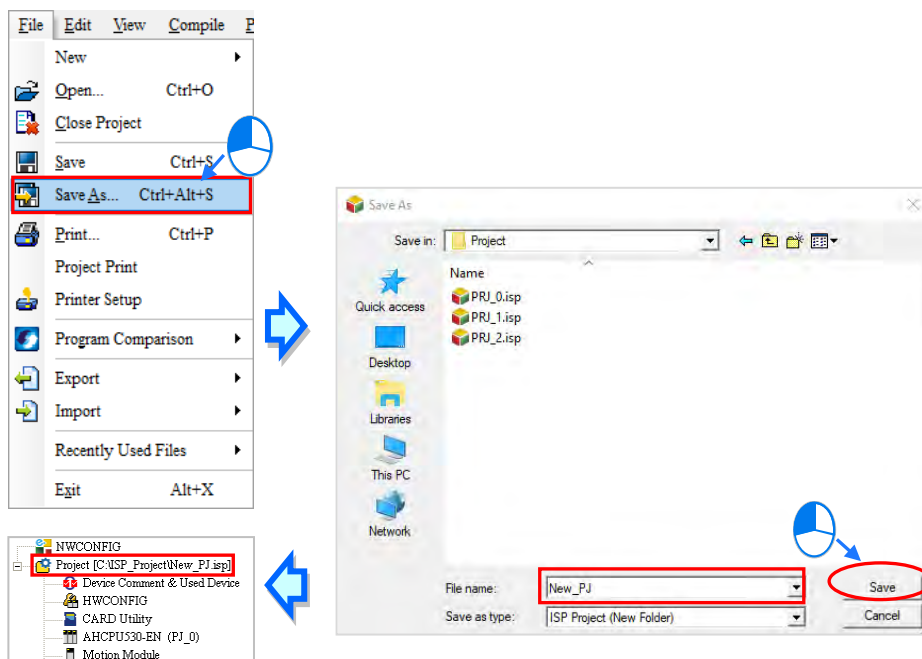 File Edit View Compile P
New
Open... Ctrl+O
Close Project
Save Ctrl+S
Save As... Ctrl+Alt+S
Print... Ctrl+P
Project Print
Printer Setup
Program Comparison
Export
Import
Recently Used Files
Exit Alt+X
Save As
Save in: Project
Name
PRJ_0.isp
PRJ_1.isp
PRJ_2.isp
Quick access
Desktop
Libraries
This PC
Network
File name: New_PJ Save
Save as type: ISP Project (New Folder) Cancel
NWCONFIG
Project [C:\ISP_Project\New_PJ.isp]
Device Comment & Used Device
HWCONFIG
CARD Utility
AHCPU530-EN (PJ_0)
Motion Module